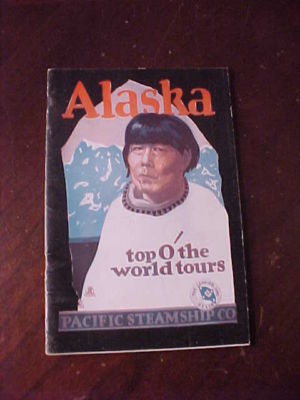 Alaska
top O' the
world tours
PACIFIC STEAMSHIP CO